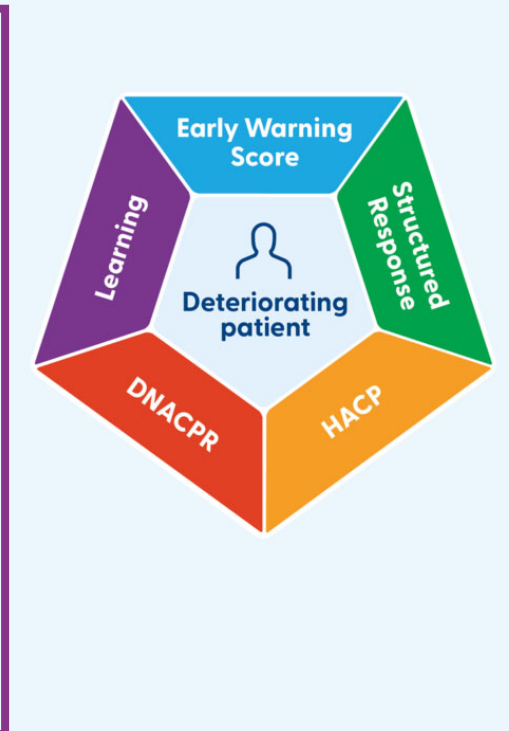 Early Warning
Score
Structured
Response
HACP
DNACPR
Learning
Deteriorating
patient